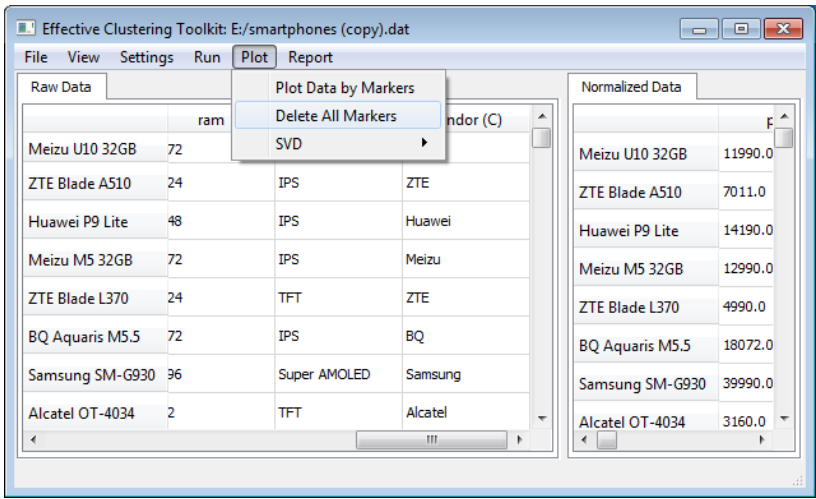 Effective Clustering Toolkit: E:/smartphones (copy).dat
File View Settings Run Plot Report
Raw Data
Plot Data by Markers
Delete All Markers
SVD
Normalized Data
ram ndor (C)
Meizu U10 32GB 72
ZTE Blade A510 24 IPS ZTE
Huawei P9 Lite 48 IPS Huawei
Meizu M5 32GB 72 IPS Meizu
ZTE Blade L370 24 TFT ZTE
BQ Aquaris M5.5 72 IPS BQ
Samsung SM-G930 96 Super AMOLED Samsung
Alcatel OT-4034 2 TFT Alcatel
p
Meizu U10 32GB 11990.0
ZTE Blade A510 7011.0
Huawei P9 Lite 14190.0
Meizu M5 32GB 12990.0
ZTE Blade L370 4990.0
BQ Aquaris M5.5 18072.0
Samsung SM-G930 39990.0
Alcatel OT-4034 3160.0